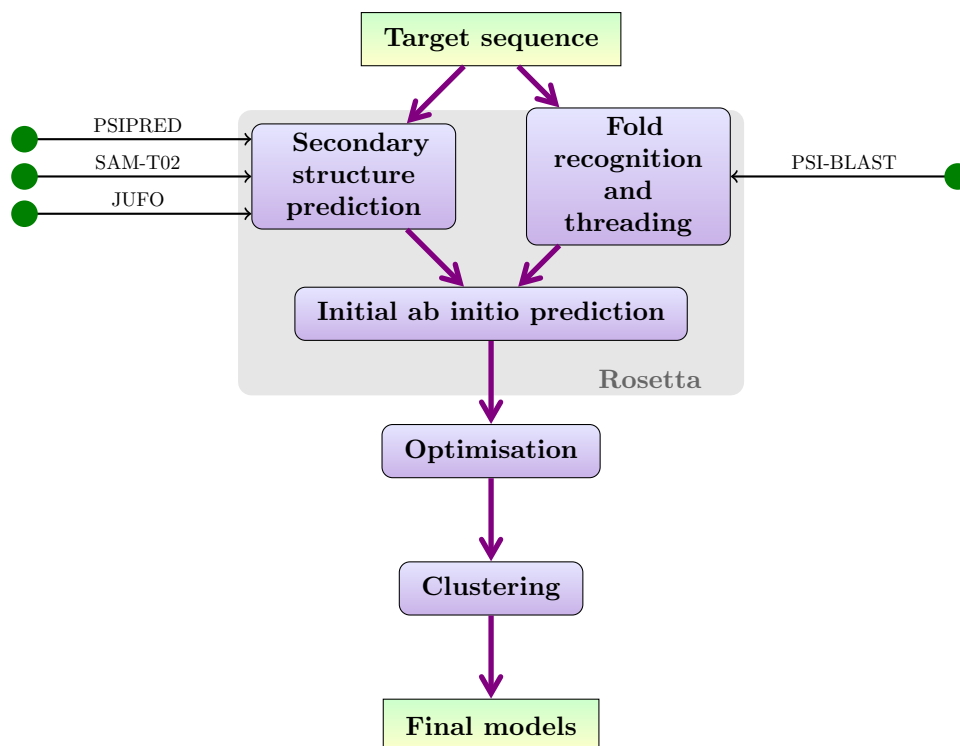 Target sequence
PSIPRED
SAM-T02
JUFO
Secondary
structure
prediction
Fold
recognition
and
threading
PSI-BLAST
Initial ab initio prediction
Rosetta
Optimisation
Clustering
Final models